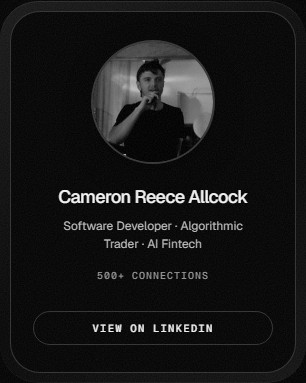 Cameron Reece Allcock
Software Developer · Algorithmic
Trader · AI Fintech
500+ CONNECTIONS
VIEW ON LINKEDIN